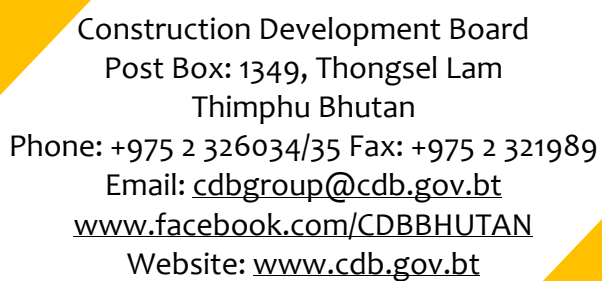 Construction Development Board
Post Box: 1349, Thongsel Lam
Thimphu Bhutan
Phone: +975 2 326034/35 Fax: +975 2 321989
Email: cdbgroup@cdb.gov.bt
www.facebook.com/CDBBHUTAN
Website: www.cdb.gov.bt